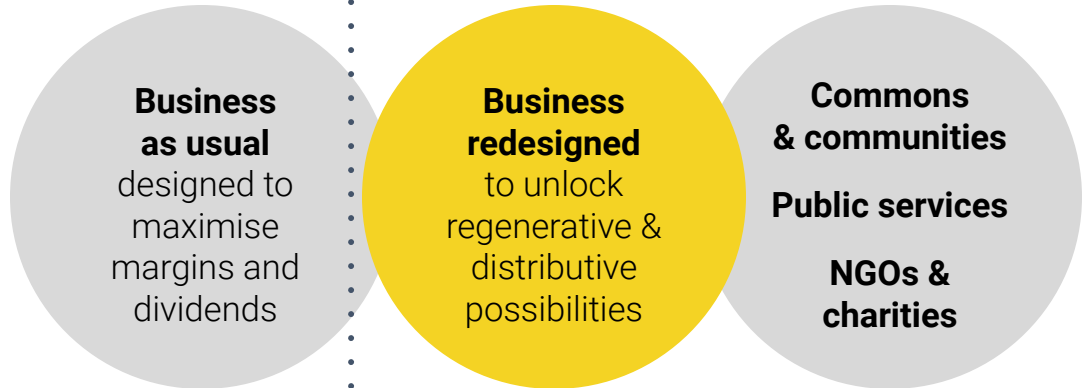 Business
as usual
designed to
maximise
margins and
dividends
Business
redesigned
to unlock
regenerative &
distributive
possibilities
Commons
& communities
Public services
NGOs &
charities